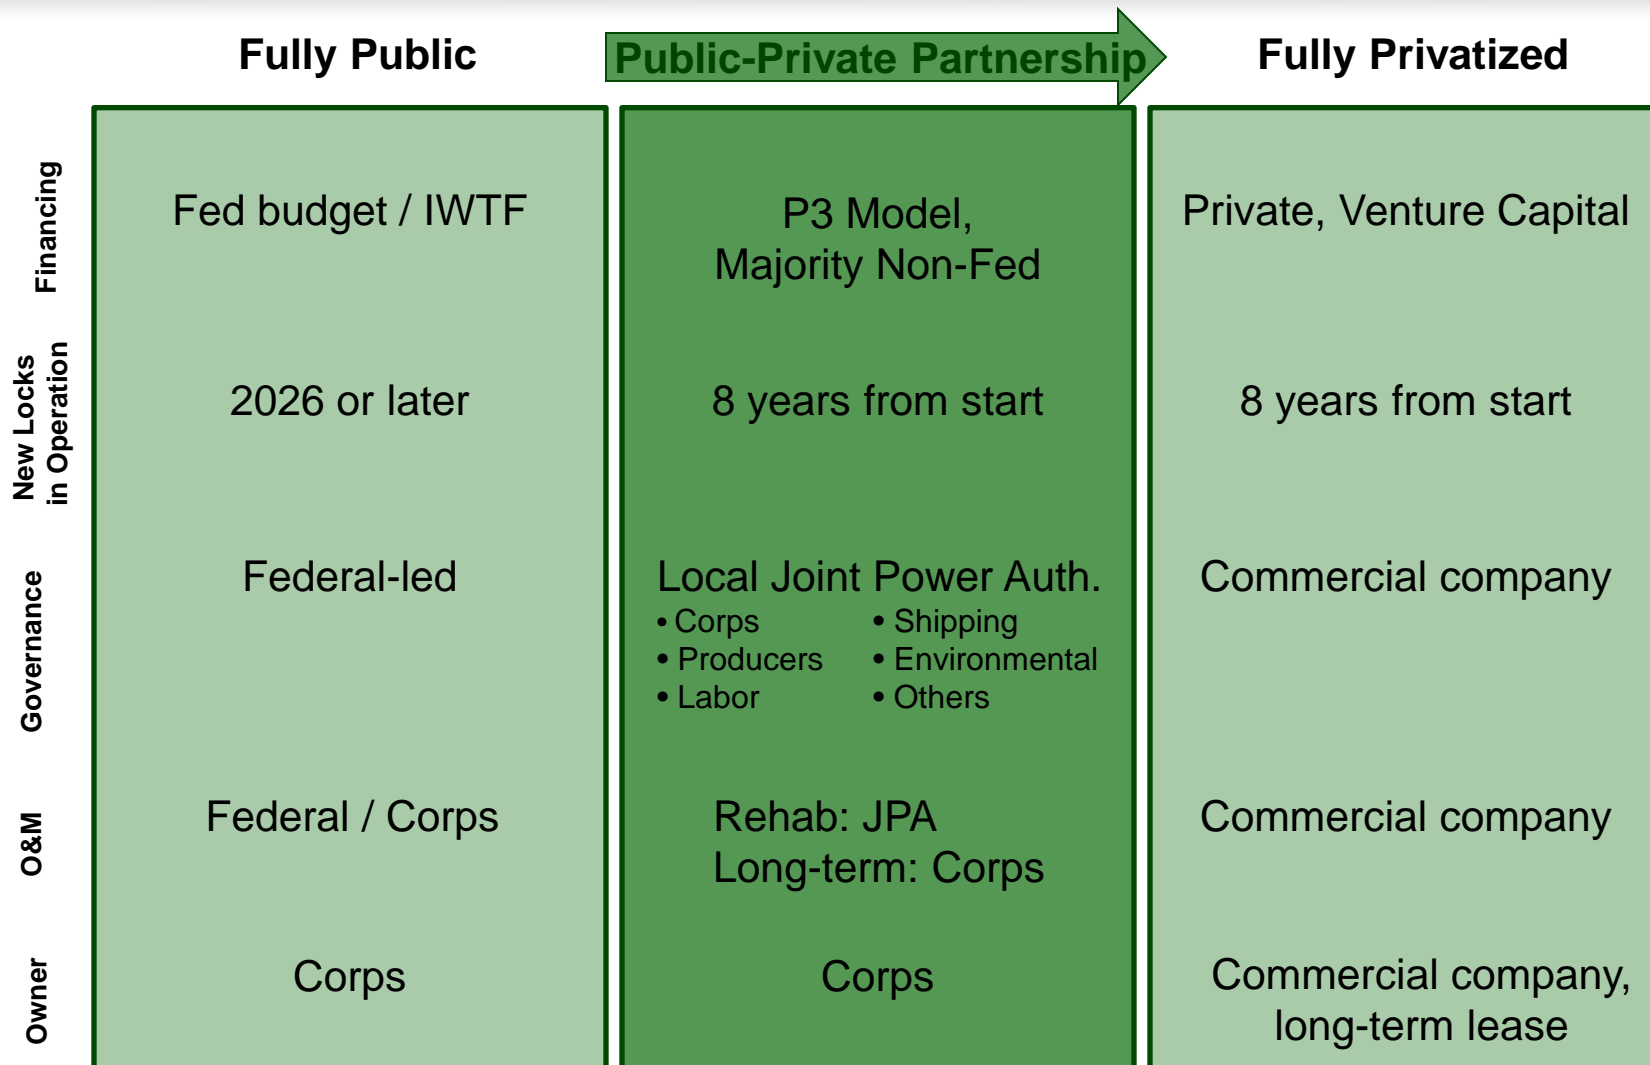 Fully Public
Public-Private Partnership
Fully Privatized
Financing
Fed budget / IWTF
P3 Model,
Majority Non-Fed
Private, Venture Capital
New Locks
in Operation
2026 or later
8 years from start
8 years from start
Governance
Federal-led
Local Joint Power Auth.
• Corps
• Producers
• Labor
• Shipping
• Environmental
• Others
Commercial company
O&M
Federal / Corps
Rehab: JPA
Long-term: Corps
Commercial company
Owner
Corps
Corps
Commercial company,
long-term lease